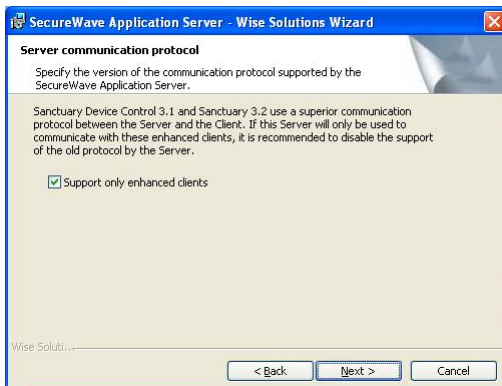 SecureWave Application Server - Wise Solutions Wizard
Server communication protocol
Specify the version of the communication protocol supported by the
SecureWave Application Server.
Sanctuary Device Control 3.1 and Sanctuary 3.2 use a superior communication
protocol between the Server and the Client. If this Server will only be used to
communicate with these enhanced clients, it is recommended to disable the support
of the old protocol by the Server.
Support only enhanced clients
Wise Soluti...
< Back
Next >
Cancel